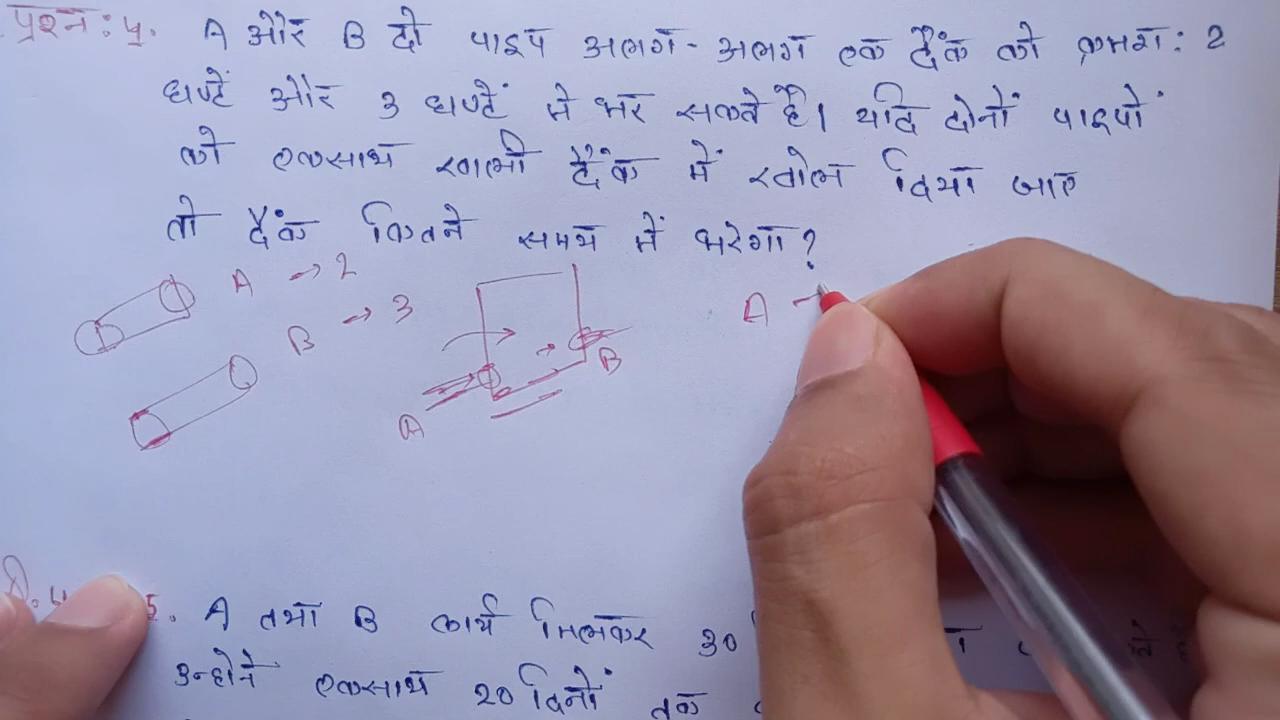 प्रश्न: 4. A और B दो पाइप अलग-अलग एक टैंक को क्रमश: 2
घण्टें और 3 घण्टें में भर सकते हैं। यदि दोनों पाइपों
को एकसाथ खाली टैंक में खोल दिया जाए
तो टैंक कितने समय में भरेगा?
A → 2
B → 3
A
B
A
5. A तथा B कार्य मिलकर 30
उन्होने एकसाथ 20 दिनों तक